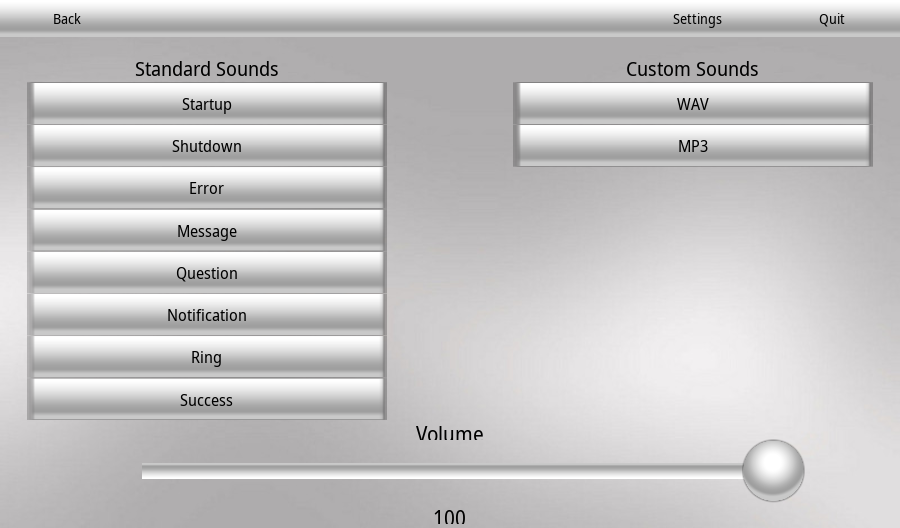 Back
Settings
Quit
Standard Sounds
Startup
Shutdown
Error
Message
Question
Notification
Ring
Success
Custom Sounds
WAV
MP3
Volume
100